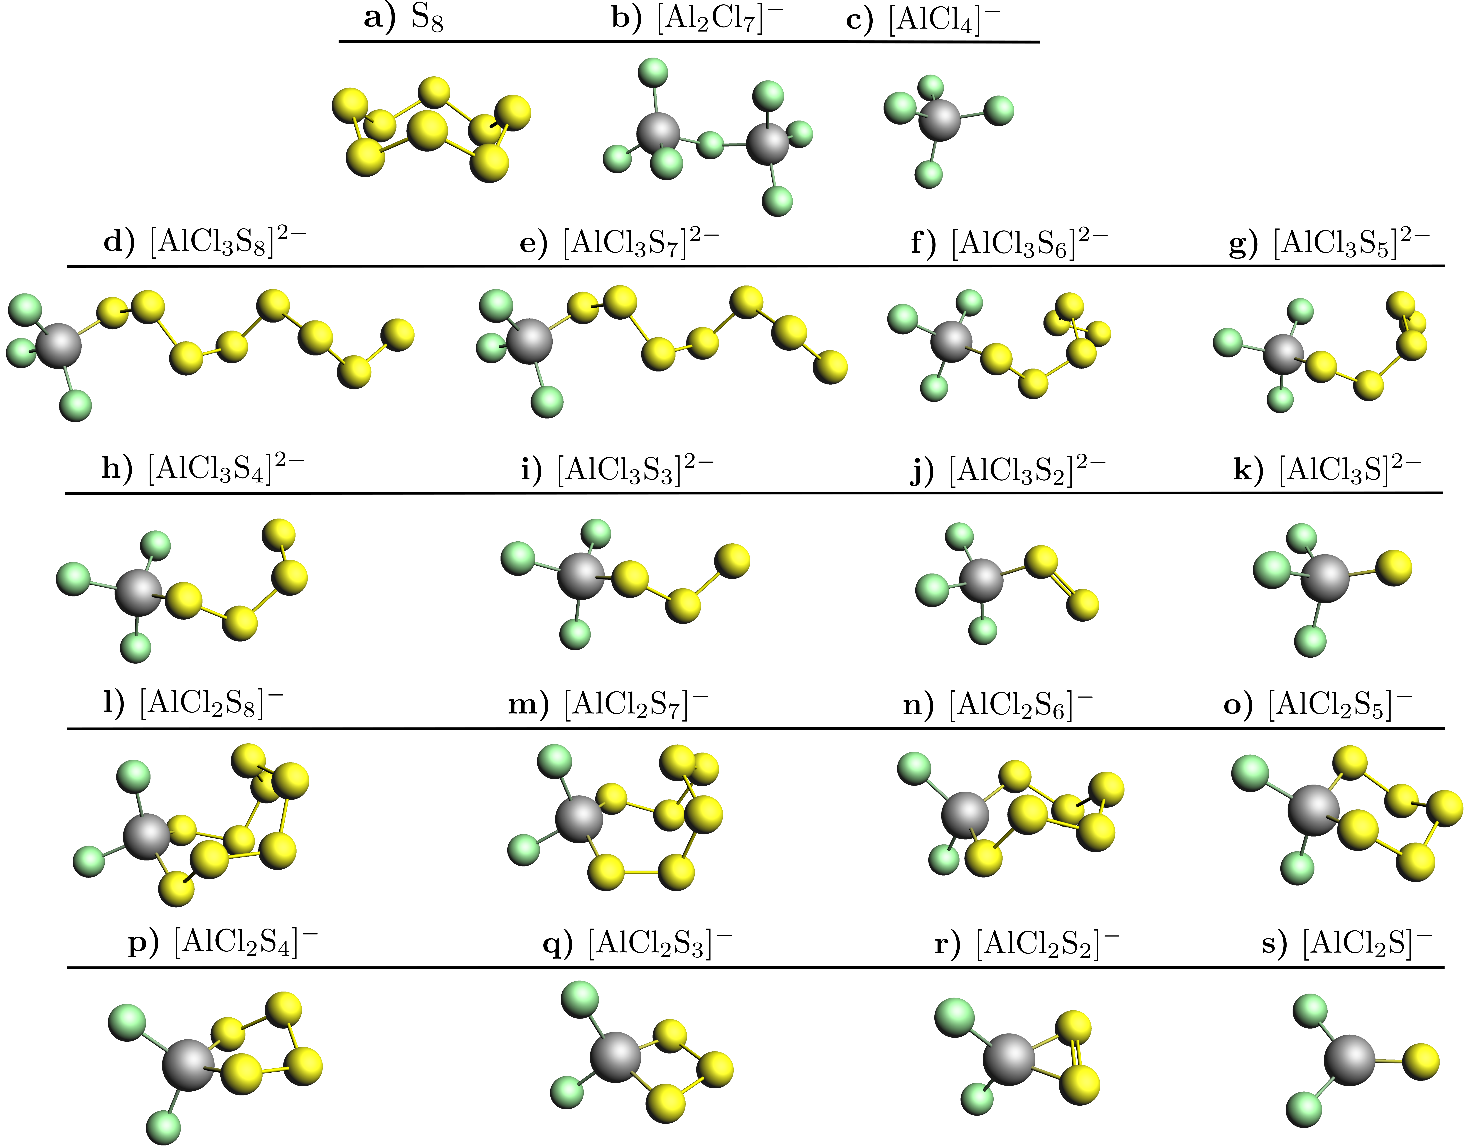 a) S₈ b) [Al₂Cl₇]⁻ c) [AlCl₄]⁻
d) [AlCl₃S₈]²⁻ e) [AlCl₃S₇]²⁻ f) [AlCl₃S₆]²⁻ g) [AlCl₃S₅]²⁻
h) [AlCl₃S₄]²⁻ i) [AlCl₃S₃]²⁻ j) [AlCl₃S₂]²⁻ k) [AlCl₃S]²⁻
l) [AlCl₂S₈]⁻ m) [AlCl₂S₇]⁻ n) [AlCl₂S₆]⁻ o) [AlCl₂S₅]⁻
p) [AlCl₂S₄]⁻ q) [AlCl₂S₃]⁻ r) [AlCl₂S₂]⁻ s) [AlCl₂S]⁻